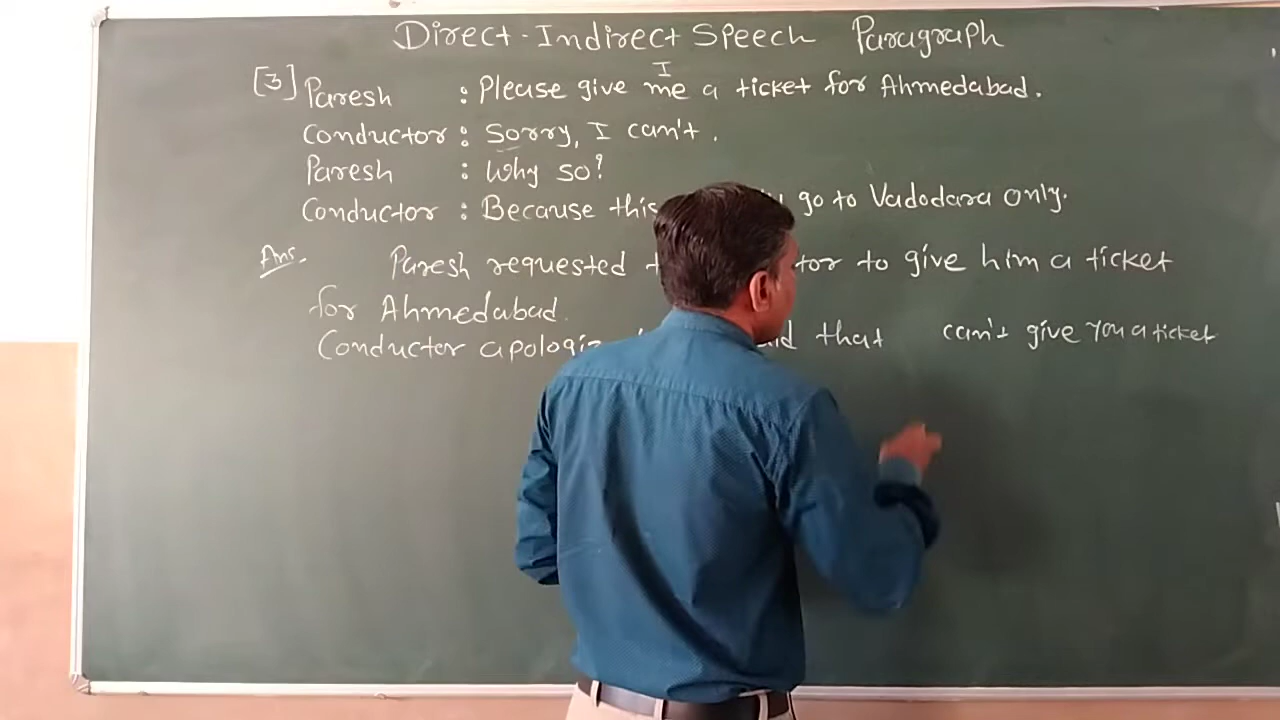 Direct-Indirect Speech Paragraph
I
[3] Paresh : Please give me a ticket for Ahmedabad.
Conductor : Sorry, I can't.
Paresh : Why so?
Conductor : Because this go to Vadodara only.
Ans. Paresh requested to give him a ticket
for Ahmedabad.
Conductor that can't give you a ticket